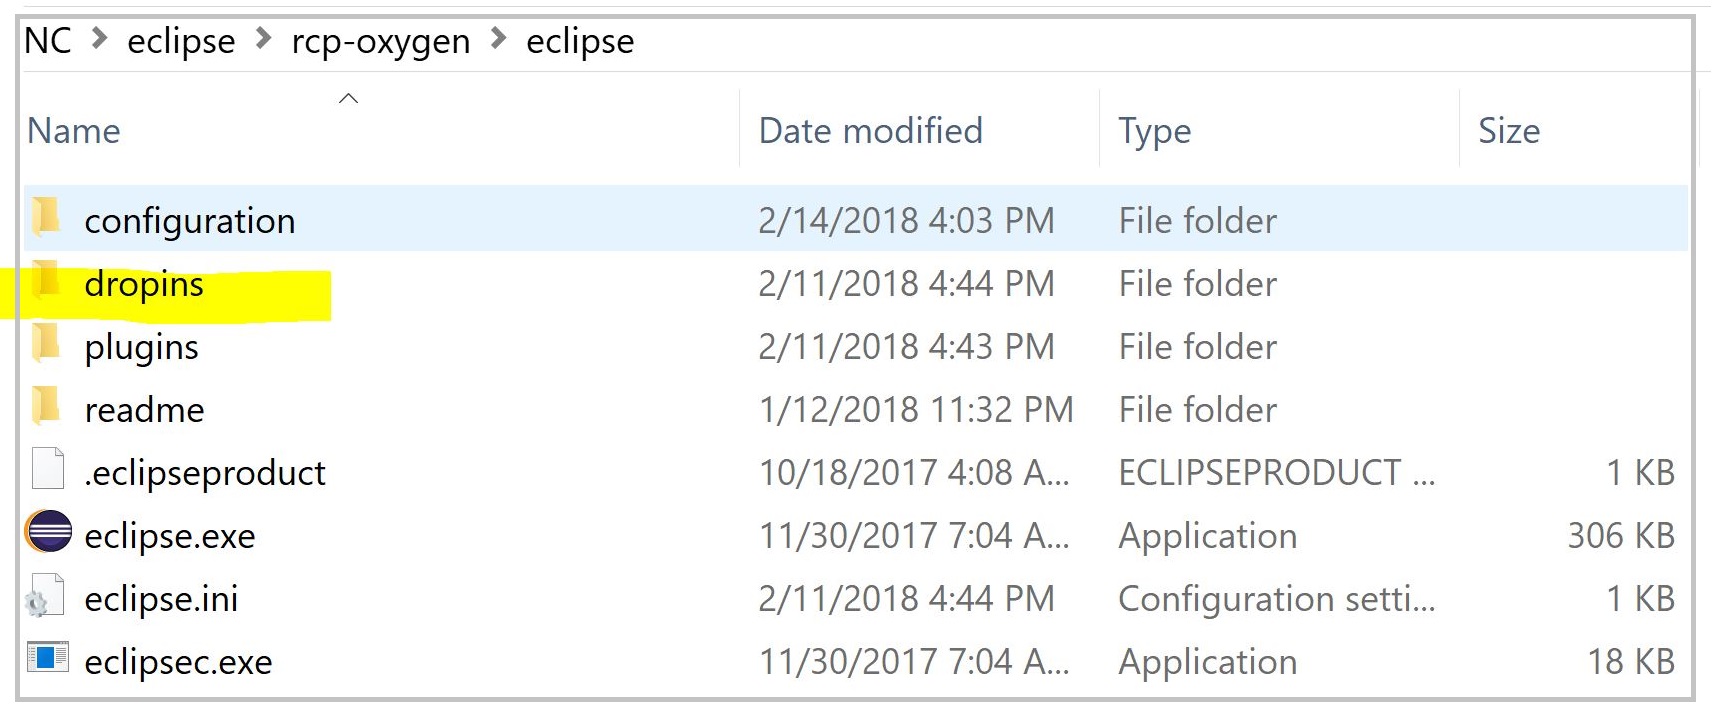 NC > eclipse > rcp-oxygen > eclipse
Name Date modified Type Size
configuration 2/14/2018 4:03 PM File folder
dropins 2/11/2018 4:44 PM File folder
plugins 2/11/2018 4:43 PM File folder
readme 1/12/2018 11:32 PM File folder
.eclipseproduct 10/18/2017 4:08 A... ECLIPSEPRODUCT ... 1 KB
eclipse.exe 11/30/2017 7:04 A... Application 306 KB
eclipse.ini 2/11/2018 4:44 PM Configuration setti... 1 KB
eclipsec.exe 11/30/2017 7:04 A... Application 18 KB